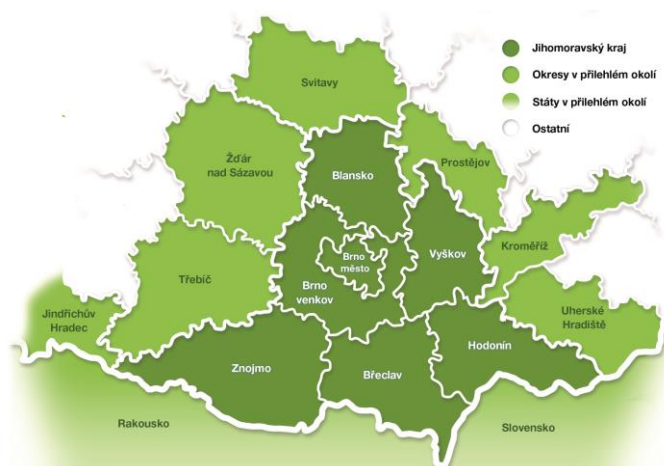 Jihomoravský kraj
Okresy v přilehlém okolí
Státy v přilehlém okolí
Ostatní
Svitavy
Žďár
nad Sázavou
Blansko
Prostějov
Třebíč
Brno
venkov
Brno
město
Vyškov
Kroměříž
Jindřichův
Hradec
Znojmo
Břeclav
Hodonín
Uherské
Hradiště
Rakousko
Slovensko